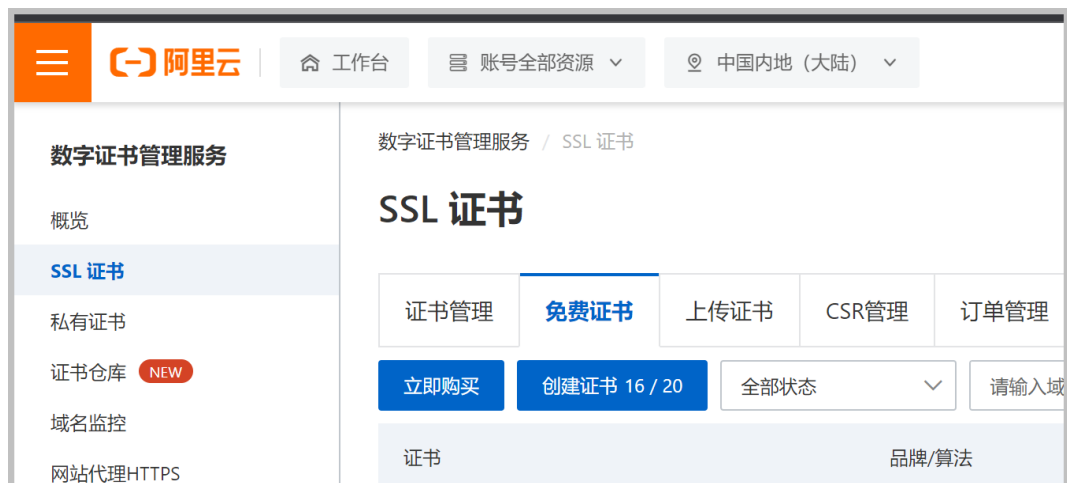 阿里云 工作台 账号全部资源 中国内地（大陆）
数字证书管理服务
概览
SSL 证书
私有证书
证书仓库 NEW
域名监控
网站代理HTTPS
数字证书管理服务 / SSL 证书
SSL 证书
证书管理 免费证书 上传证书 CSR管理 订单管理
立即购买 创建证书 16 / 20 全部状态 请输入域
证书 品牌/算法